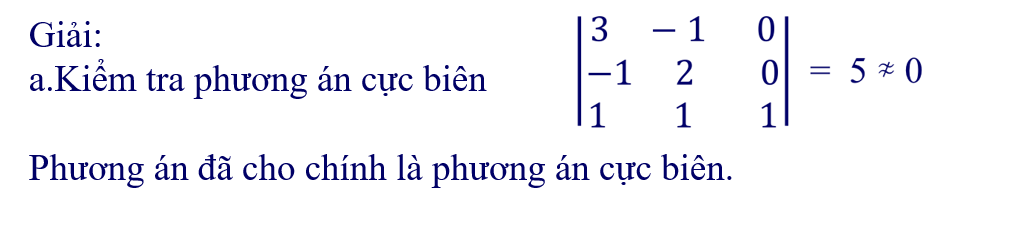 Giải:
a.Kiểm tra phương án cực biên
|3 −1 0|
|−1 2 0| = 5 ≉ 0
|1 1 1|
Phương án đã cho chính là phương án cực biên.